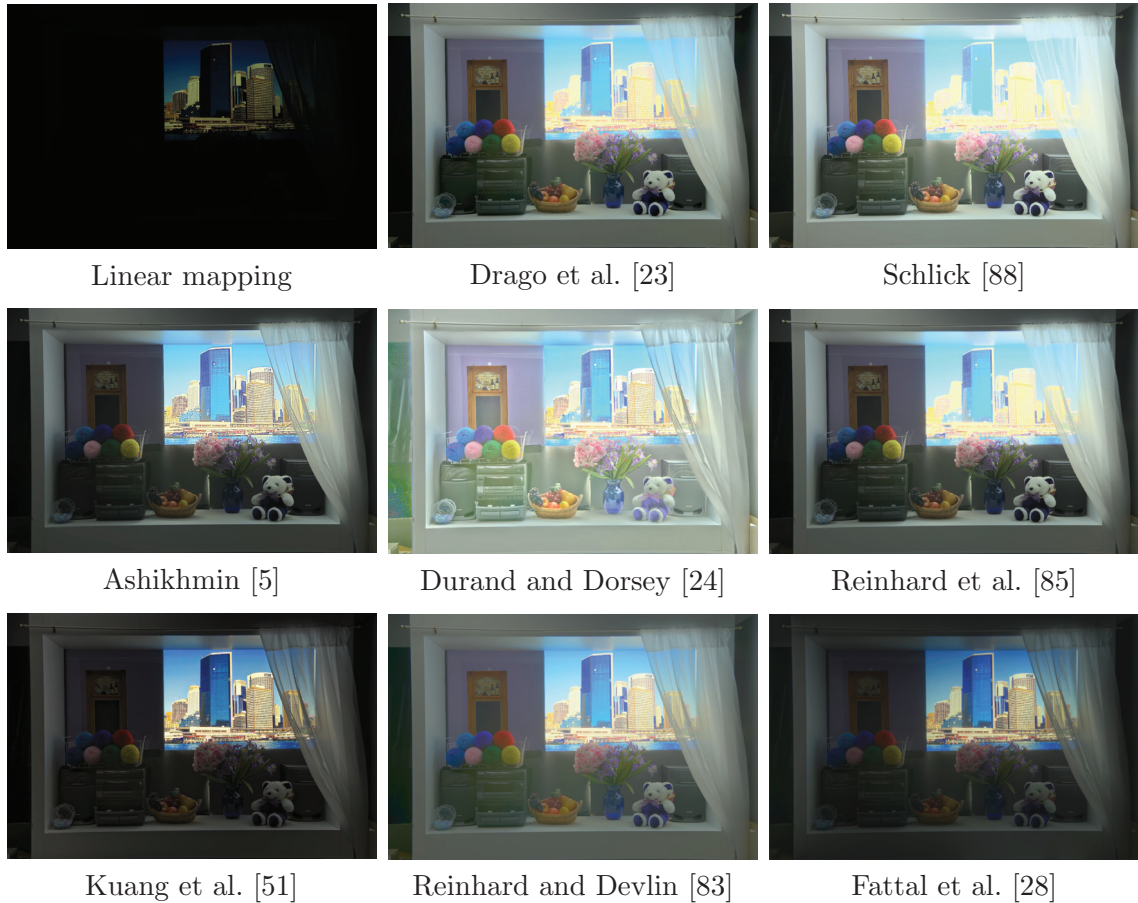 Linear mapping
Drago et al. [23]
Schlick [88]
Ashikhmin [5]
Durand and Dorsey [24]
Reinhard et al. [85]
Kuang et al. [51]
Reinhard and Devlin [83]
Fattal et al. [28]